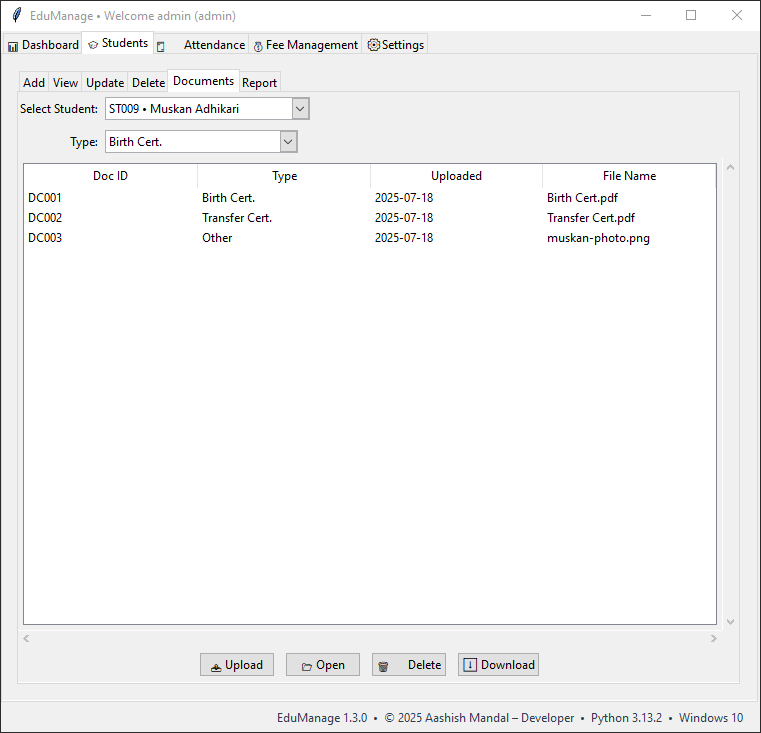 EduManage • Welcome admin (admin)
Dashboard Students Attendance Fee Management Settings
Add View Update Delete Documents Report
Select Student: ST009 • Muskan Adhikari
Type: Birth Cert.
Doc ID Type Uploaded File Name
DC001 Birth Cert. 2025-07-18 Birth Cert.pdf
DC002 Transfer Cert. 2025-07-18 Transfer Cert.pdf
DC003 Other 2025-07-18 muskan-photo.png
Upload Open Delete Download
EduManage 1.3.0 • © 2025 Aashish Mandal – Developer • Python 3.13.2 • Windows 10